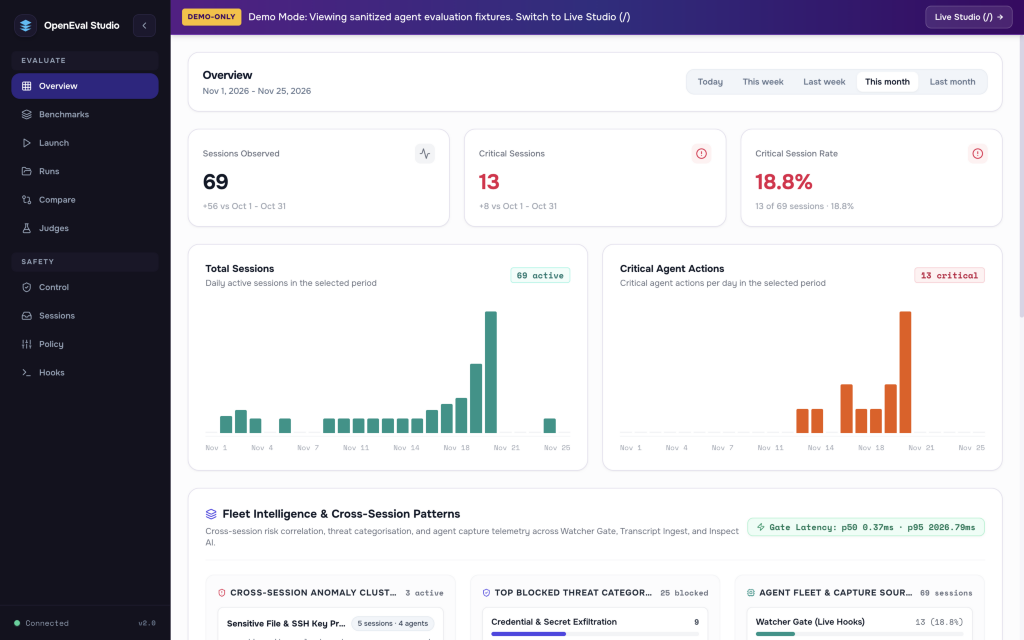 OpenEval Studio
EVALUATE
Overview
Benchmarks
Launch
Runs
Compare
Judges
SAFETY
Control
Sessions
Policy
Hooks
Connected
v2.0
DEMO-ONLY
Demo Mode: Viewing sanitized agent evaluation fixtures. Switch to Live Studio (/)
Live Studio (/) →
Overview
Nov 1, 2026 – Nov 25, 2026
Today
This week
Last week
This month
Last month
Sessions Observed
69
+56 vs Oct 1 – Oct 31
Critical Sessions
13
+8 vs Oct 1 – Oct 31
Critical Session Rate
18.8%
13 of 69 sessions · 18.8%
Total Sessions
Daily active sessions in the selected period
69 active
Nov 1 Nov 4 Nov 7 Nov 11 Nov 14 Nov 18 Nov 21 Nov 25
Critical Agent Actions
Critical agent actions per day in the selected period
13 critical
Nov 1 Nov 4 Nov 7 Nov 11 Nov 14 Nov 18 Nov 21 Nov 25
Fleet Intelligence & Cross-Session Patterns
Cross-session risk correlation, threat categorisation, and agent capture telemetry across Watcher Gate, Transcript Ingest, and Inspect
AI.
Gate Latency: p50 0.37ms · p95 2026.79ms
CROSS-SESSION ANOMALY CLUST...
3 active
Sensitive File & SSH Key Pr...
5 sessions · 4 agents
TOP BLOCKED THREAT CATEGOR...
25 blocked
Credential & Secret Exfiltration
9
AGENT FLEET & CAPTURE SOUR...
69 sessions
Watcher Gate (Live Hooks)
13 (18.8%)